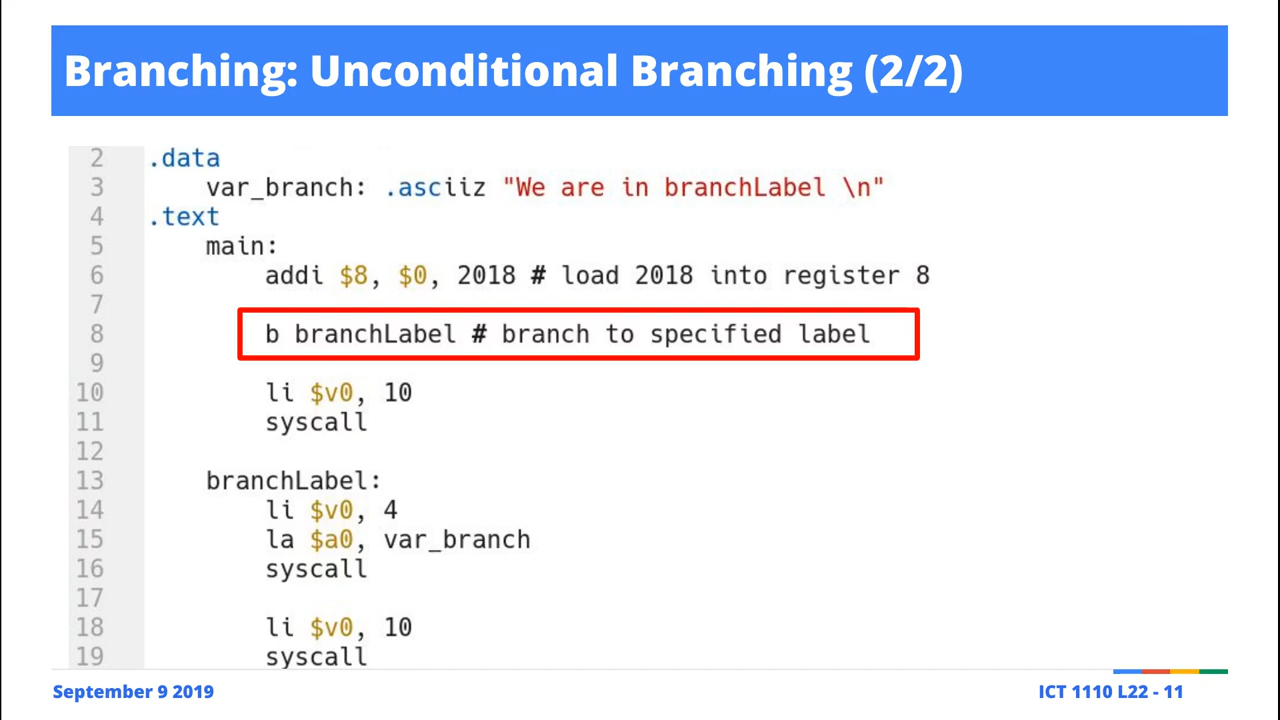 Branching: Unconditional Branching (2/2)
2 .data
3 var_branch: .asciiz "We are in branchLabel \n"
4 .text
5 main:
6 addi $8, $0, 2018 # load 2018 into register 8
7
8 b branchLabel # branch to specified label
9
10 li $v0, 10
11 syscall
12
13 branchLabel:
14 li $v0, 4
15 la $a0, var_branch
16 syscall
17
18 li $v0, 10
19 syscall
September 9 2019
ICT 1110 L22 - 11